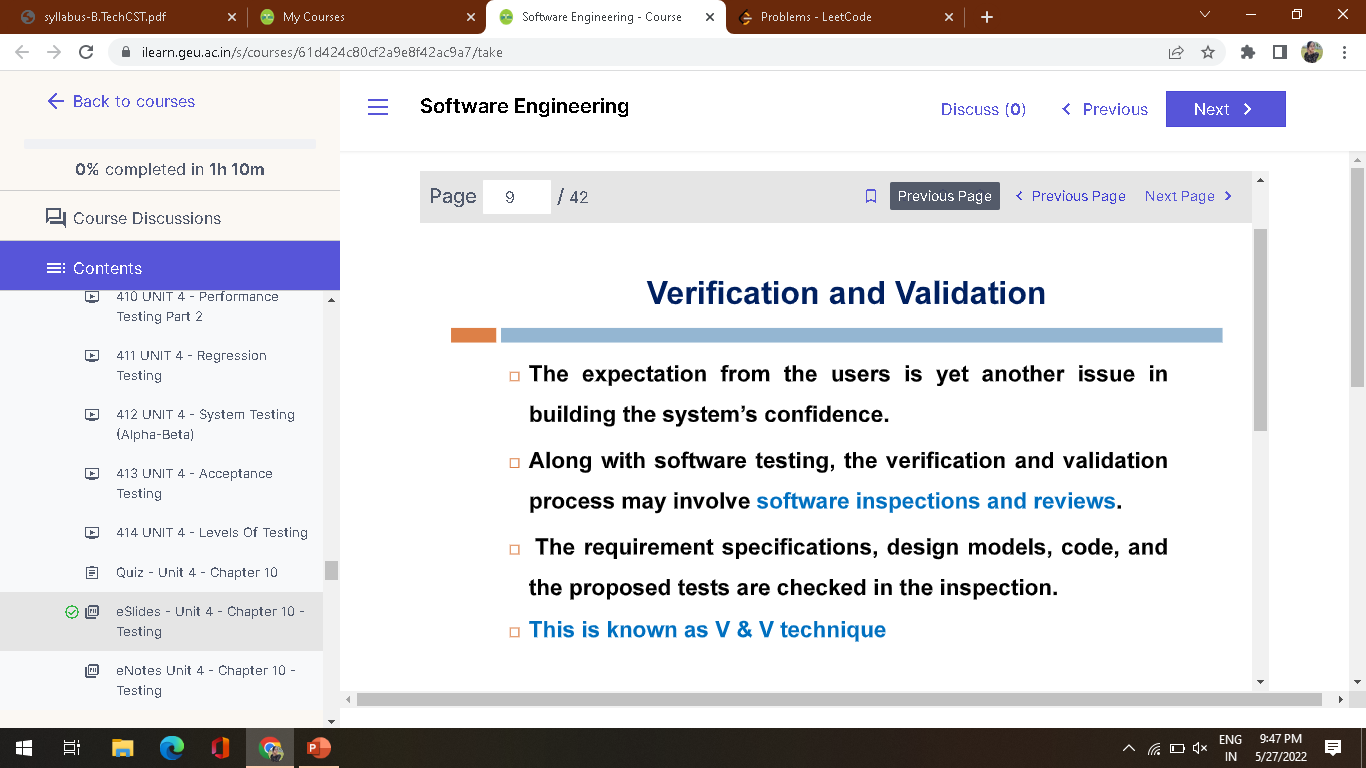 syllabus-B.TechCST.pdf
My Courses
Software Engineering - Course
Problems - LeetCode
ilearn.geu.ac.in/s/courses/61d424c80cf2a9e8f42ac9a7/take
Back to courses
0% completed in 1h 10m
Course Discussions
Contents
410 UNIT 4 - Performance
Testing Part 2
411 UNIT 4 - Regression
Testing
412 UNIT 4 - System Testing
(Alpha-Beta)
413 UNIT 4 - Acceptance
Testing
414 UNIT 4 - Levels Of Testing
Quiz - Unit 4 - Chapter 10
eSlides - Unit 4 - Chapter 10 -
Testing
eNotes Unit 4 - Chapter 10 -
Testing
Software Engineering
Discuss (0)
Previous
Next
Page 9 / 42
Previous Page
Previous Page
Next Page
Verification and Validation
The expectation from the users is yet another issue in
building the system's confidence.
Along with software testing, the verification and validation
process may involve software inspections and reviews.
The requirement specifications, design models, code, and
the proposed tests are checked in the inspection.
This is known as V & V technique
ENG
IN
9:47 PM
5/27/2022